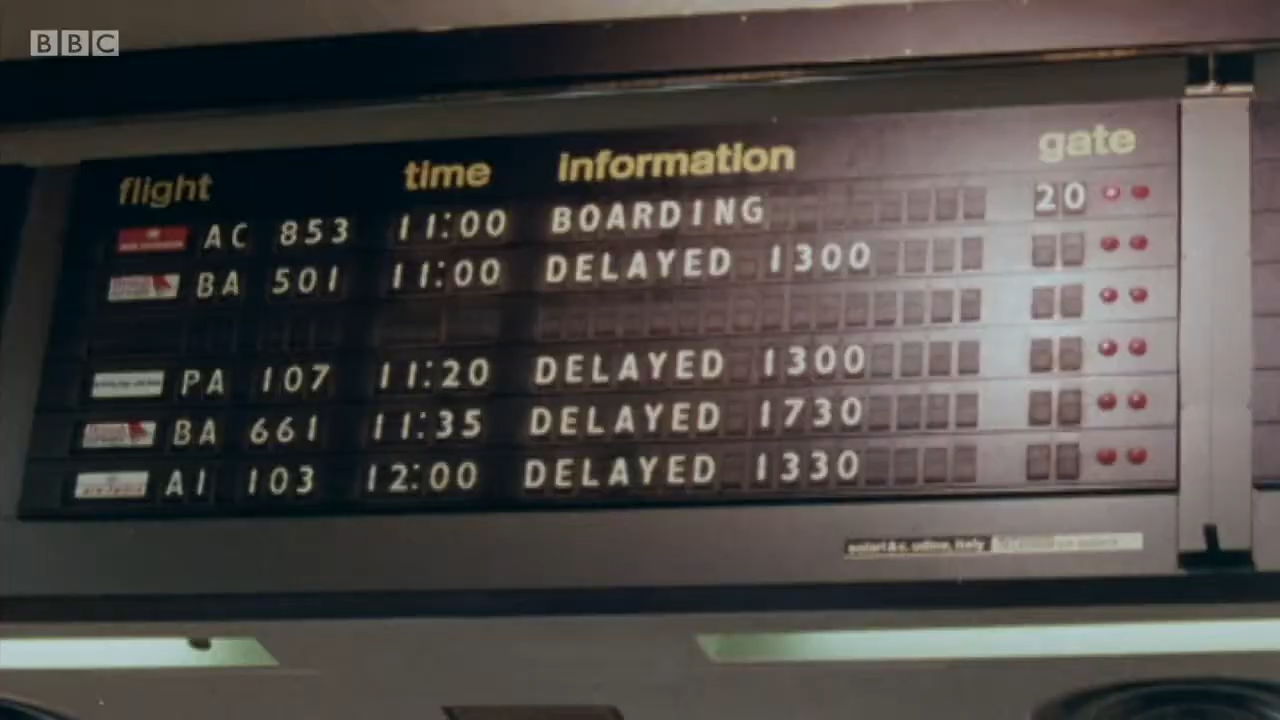 BBC
flight time information gate
AC 853 11:00 BOARDING 20
BA 501 11:00 DELAYED 1300
PA 107 11:20 DELAYED 1300
BA 661 11:35 DELAYED 1730
AI 103 12:00 DELAYED 1330
solari & c. udine, Italy